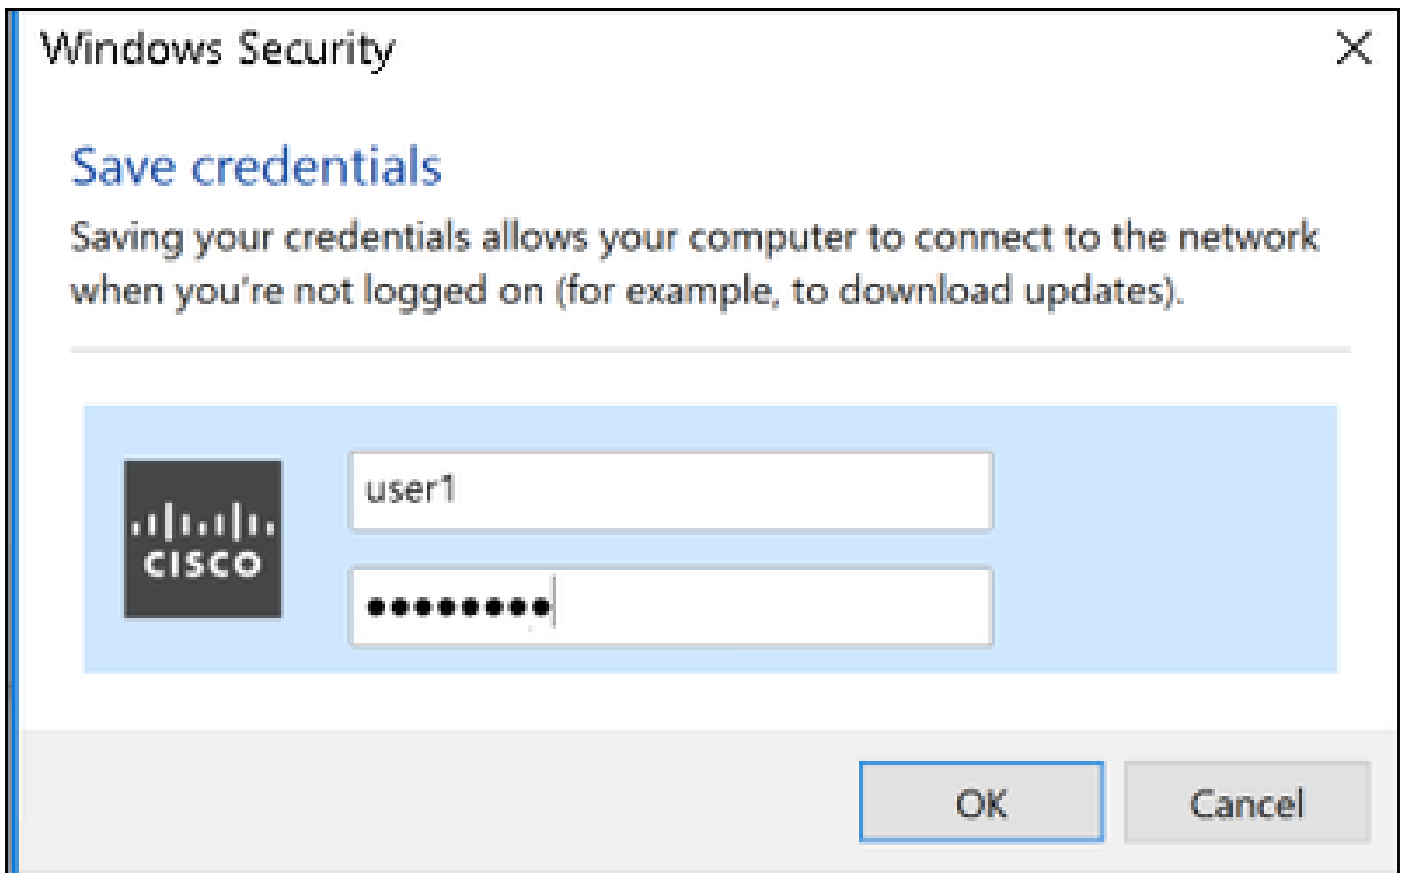 Windows Security
Save credentials
Saving your credentials allows your computer to connect to the network
when you're not logged on (for example, to download updates).
user1
CISCO
••••••••
OK Cancel